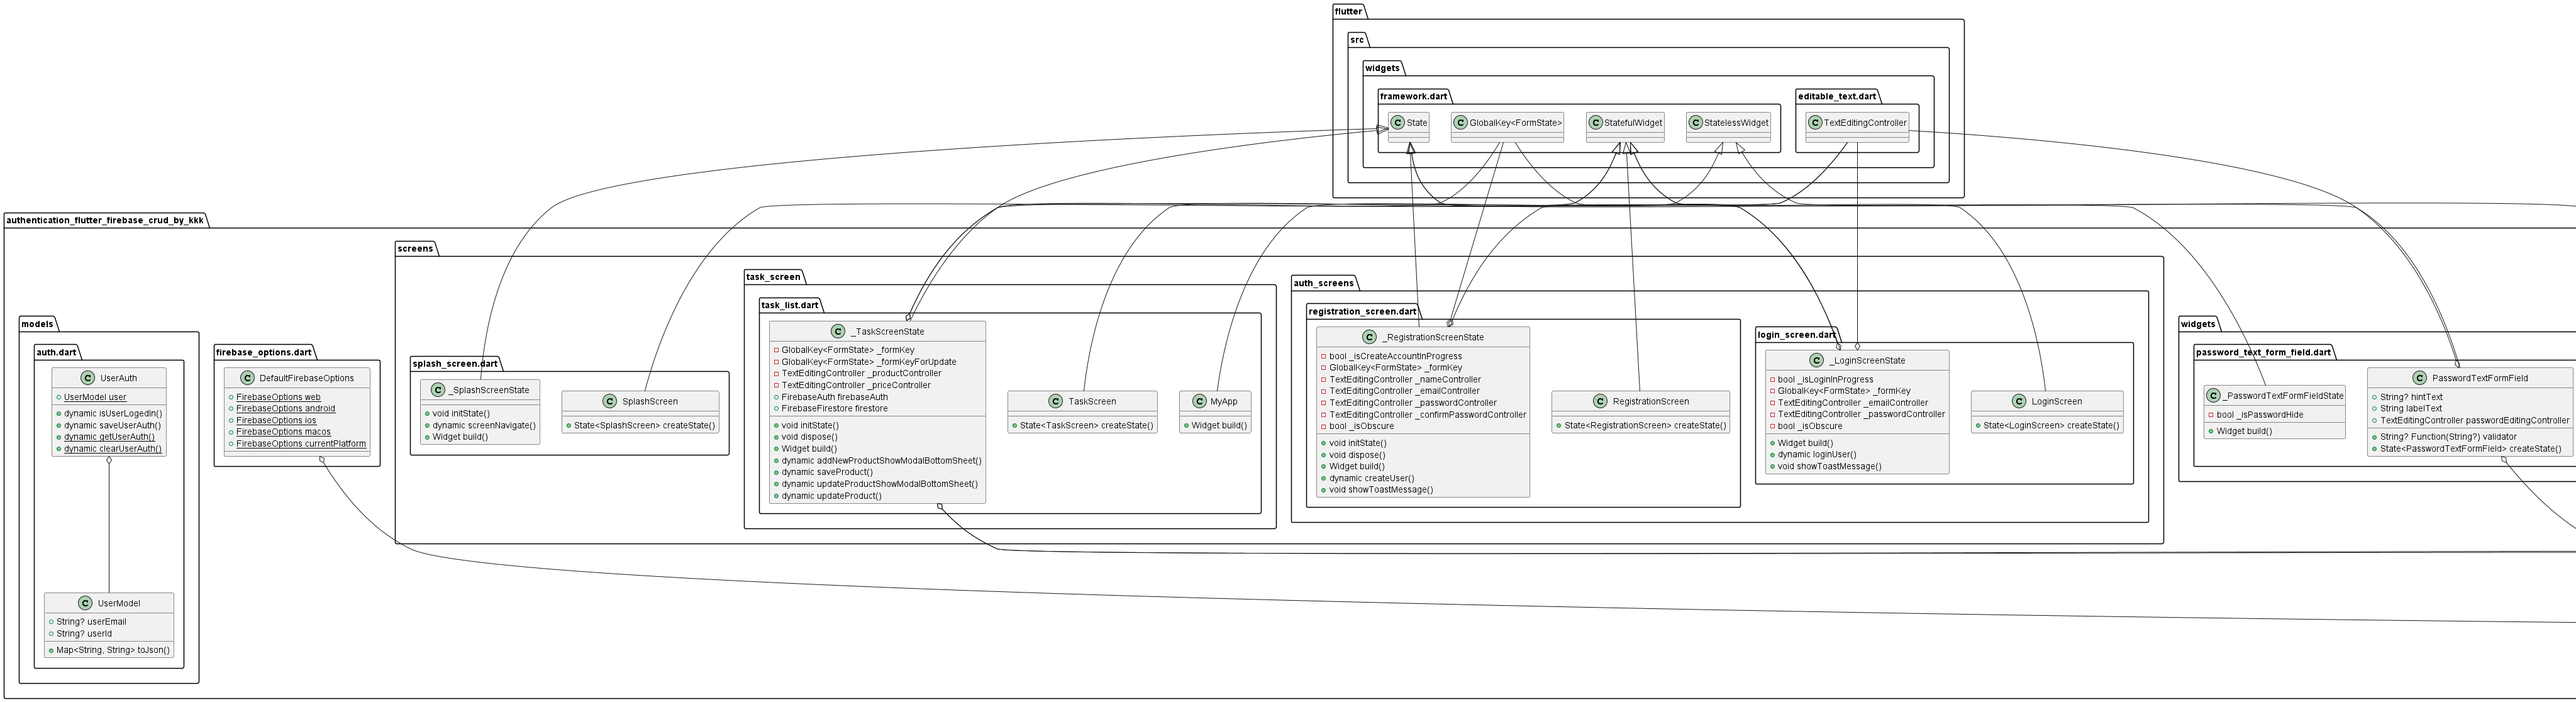 flutter
src
widgets
framework.dart
editable_text.dart
State
GlobalKey<FormState>
StatefulWidget
StatelessWidget
TextEditingController
authentication_flutter_firebase_crud_by_kkk
screens
task_screen
task_list.dart
_TaskScreenState
GlobalKey<FormState> _formKey
GlobalKey<FormState> _formKeyForUpdate
TextEditingController _productController
TextEditingController _priceController
FirebaseAuth firebaseAuth
FirebaseFirestore firestore
void initState()
void dispose()
Widget build()
dynamic addNewProductShowModalBottomSheet()
dynamic saveProduct()
dynamic updateProductShowModalBottomSheet()
dynamic updateProduct()
TaskScreen
State<TaskScreen> createState()
MyApp
Widget build()
auth_screens
registration_screen.dart
_RegistrationScreenState
bool _isCreateAccountInProgress
GlobalKey<FormState> _formKey
TextEditingController _nameController
TextEditingController _emailController
TextEditingController _passwordController
TextEditingController _confirmPasswordController
bool _isObscure
void initState()
void dispose()
Widget build()
dynamic createUser()
void showToastMessage()
RegistrationScreen
State<RegistrationScreen> createState()
login_screen.dart
_LoginScreenState
bool _isLoginInProgress
GlobalKey<FormState> _formKey
TextEditingController _emailController
TextEditingController _passwordController
bool _isObscure
Widget build()
dynamic loginUser()
void showToastMessage()
LoginScreen
State<LoginScreen> createState()
splash_screen.dart
_SplashScreenState
void initState()
dynamic screenNavigate()
Widget build()
SplashScreen
State<SplashScreen> createState()
models
auth.dart
UserAuth
UserModel user
dynamic isUserLogedIn()
dynamic saveUserAuth()
dynamic getUserAuth()
dynamic clearUserAuth()
UserModel
String? userEmail
String? userId
Map<String, String> toJson()
firebase_options.dart
DefaultFirebaseOptions
FirebaseOptions web
FirebaseOptions android
FirebaseOptions ios
FirebaseOptions macos
FirebaseOptions currentPlatform
widgets
password_text_form_field.dart
_PasswordTextFormFieldState
bool _isPasswordHide
Widget build()
PasswordTextFormField
String? hintText
String labelText
TextEditingController passwordEditingController
String? Function(String?) validator
State<PasswordTextFormField> createState()